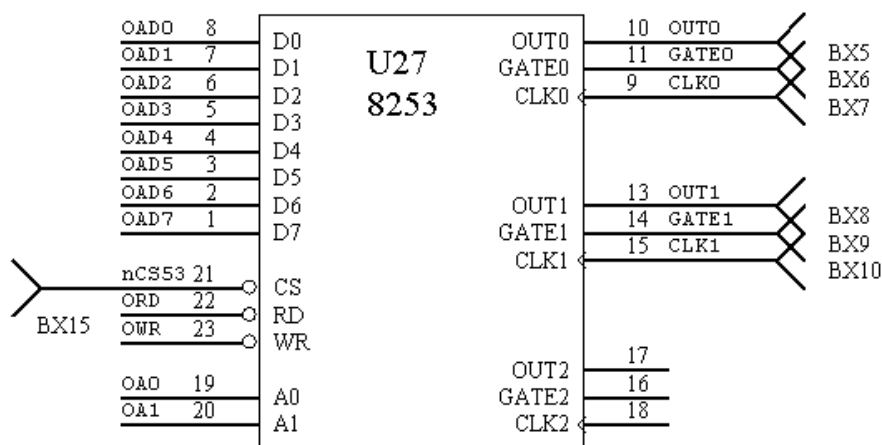 OAD0 8 D0
OAD1 7 D1
OAD2 6 D2
OAD3 5 D3
OAD4 4 D4
OAD5 3 D5
OAD6 2 D6
OAD7 1 D7
nCS53 21 CS
ORD 22 RD
OWR 23 WR
BX15
OA0 19 A0
OA1 20 A1
U27
8253
OUT0 10 OUT0
GATE0 11 GATE0 BX5
CLK0 9 CLK0 BX6
BX7
OUT1 13 OUT1
GATE1 14 GATE1 BX8
CLK1 15 CLK1 BX9
BX10
OUT2 17
GATE2 16
CLK2 18